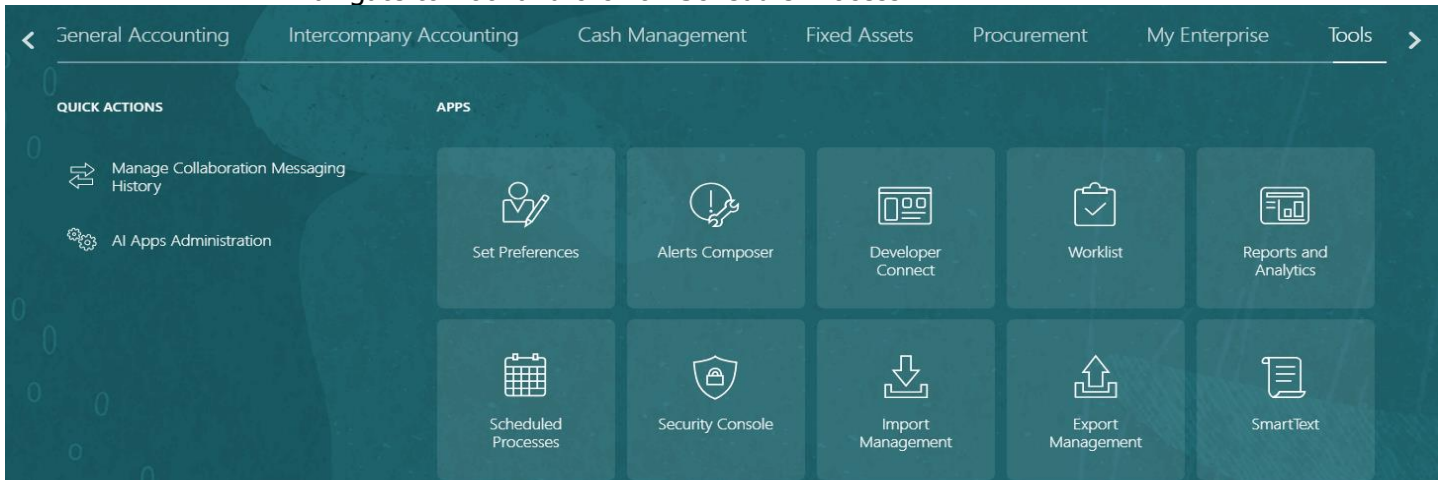 General Accounting Intercompany Accounting Cash Management Fixed Assets Procurement My Enterprise Tools
QUICK ACTIONS APPS
Manage Collaboration Messaging
History
AI Apps Administration
Set Preferences
Alerts Composer
Developer
Connect
Worklist
Reports and
Analytics
Scheduled
Processes
Security Console
Import
Management
Export
Management
SmartText